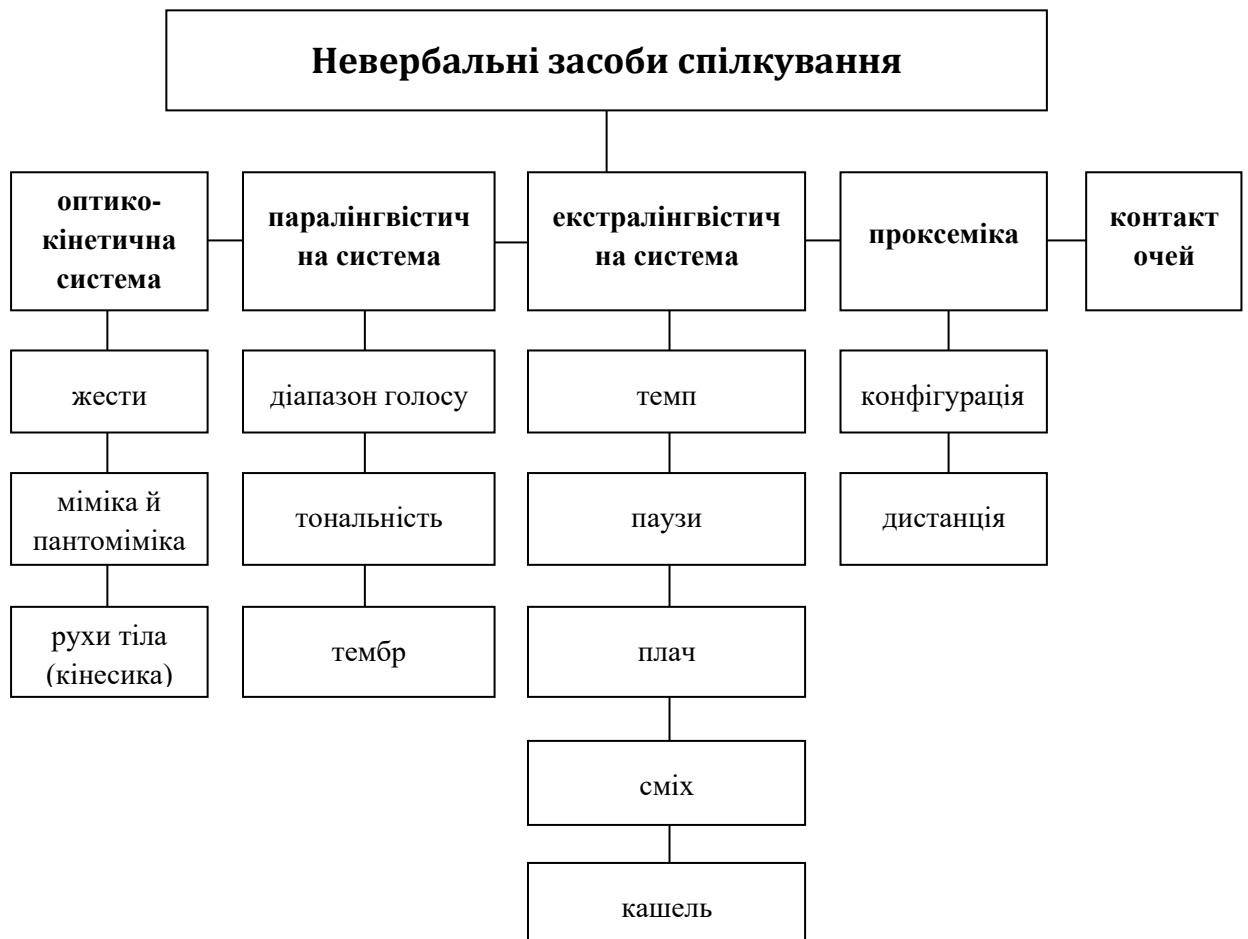 Невербальні засоби спілкування
оптико-
кінетична
система
паралінгвістич
на система
екстралінгвістич
на система
проксеміка
контакт
очей
жести
діапазон голосу
темп
конфігурація
міміка й
пантоміміка
тональність
паузи
дистанція
рухи тіла
(кінесика)
тембр
плач
сміх
кашель